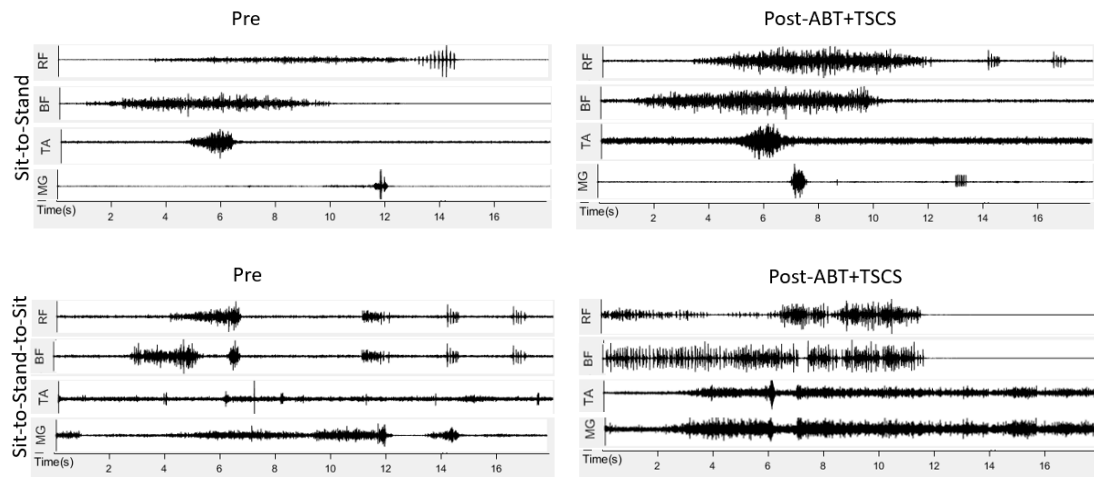 Pre
Post-ABT+TSCS
Sit-to-Stand
RF
BF
TA
MG
Time(s) 2 4 6 8 10 12 14 16
RF
BF
TA
MG
Time(s) 2 4 6 8 10 12 14 16
Pre
Post-ABT+TSCS
Sit-to-Stand-to-Sit
RF
BF
TA
MG
Time(s) 2 4 6 8 10 12 14 16
RF
BF
TA
MG
Time(s) 2 4 6 8 10 12 14 16